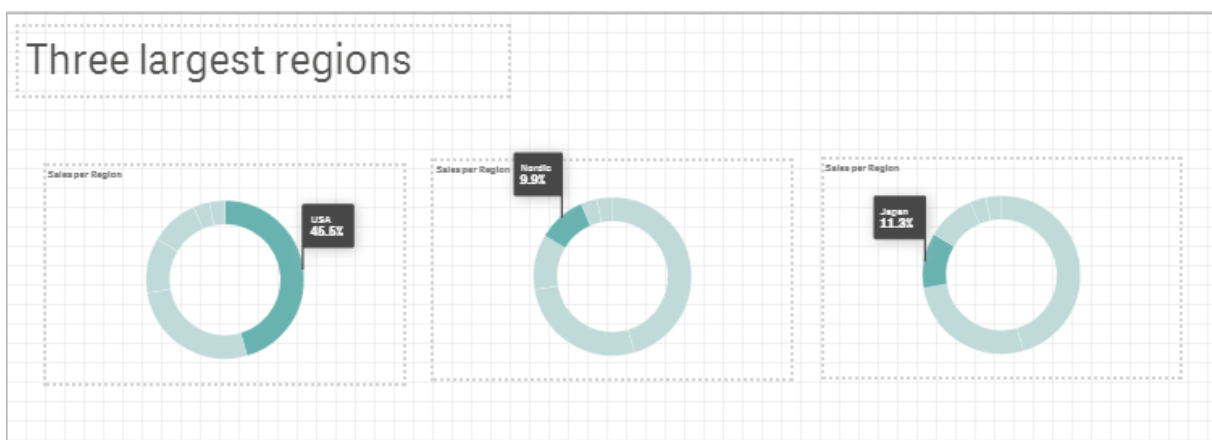 Three largest regions
Sales per Region
USA
45.5%
Sales per Region
Nordic
9.9%
Sales per Region
Japan
11.3%